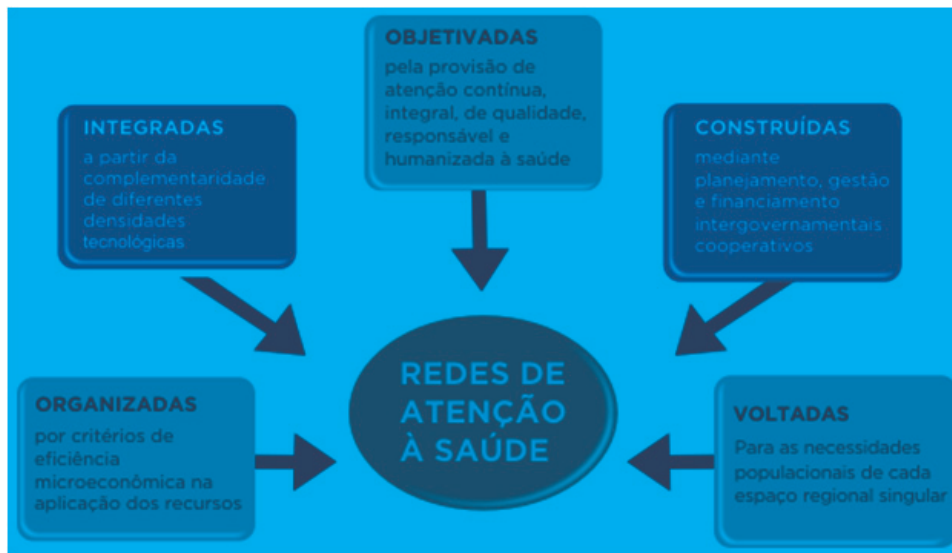 OBJETIVADAS
pela provisão de
atenção contínua,
integral, de qualidade,
responsável e
humanizada à saúde
INTEGRADAS
a partir da
complementaridade
de diferentes
densidades
tecnológicas
CONSTRUÍDAS
mediante
planejamento, gestão
e financiamento
intergovernamentais
cooperativos
REDES DE
ATENÇÃO
À SAÚDE
ORGANIZADAS
por critérios de
eficiência
microeconômica na
aplicação dos recursos
VOLTADAS
Para as necessidades
populacionais de cada
espaço regional singular